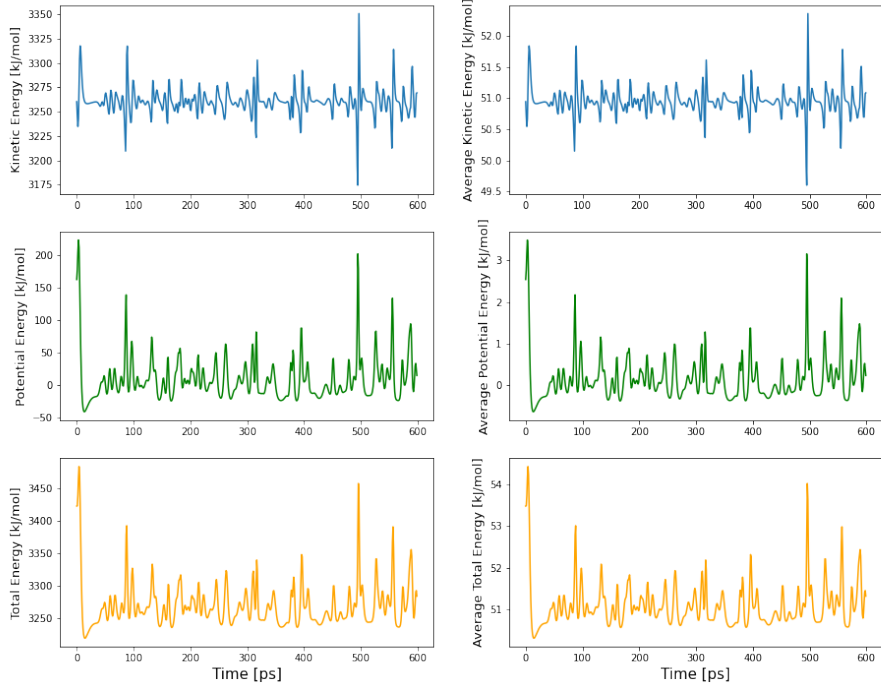 Kinetic Energy [kJ/mol]
3350
3325
3300
3275
3250
3225
3200
3175
0 100 200 300 400 500 600
Average Kinetic Energy [kJ/mol]
52.0
51.5
51.0
50.5
50.0
49.5
0 100 200 300 400 500 600
Potential Energy [kJ/mol]
200
150
100
50
0
−50
0 100 200 300 400 500 600
Average Potential Energy [kJ/mol]
3
2
1
0
0 100 200 300 400 500 600
Total Energy [kJ/mol]
3450
3400
3350
3300
3250
0 100 200 300 400 500 600
Time [ps]
Average Total Energy [kJ/mol]
54
53
52
51
0 100 200 300 400 500 600
Time [ps]